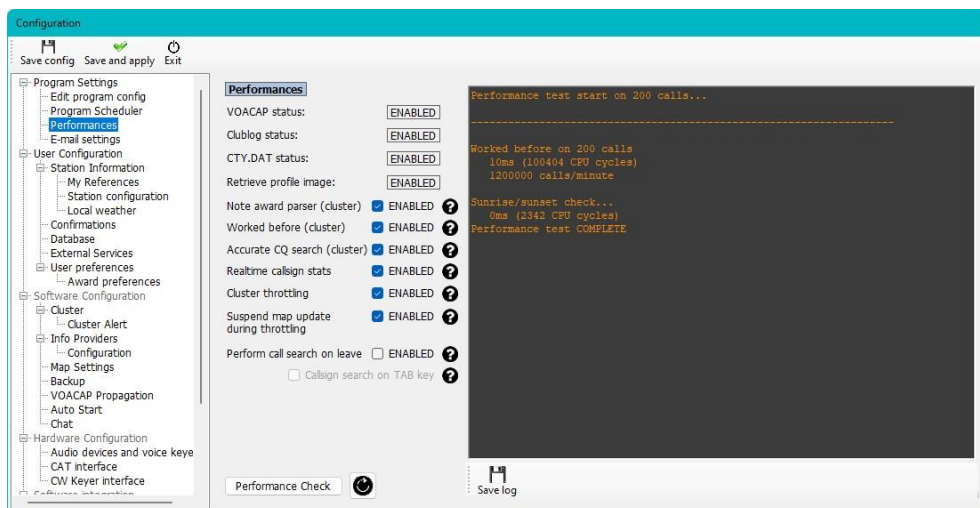 Configuration
Save config Save and apply Exit
Program Settings
Edit program config
Program Scheduler
Performances
E-mail settings
User Configuration
Station Information
My References
Station configuration
Local weather
Confirmations
Database
External Services
User preferences
Award preferences
Software Configuration
Cluster
Cluster Alert
Info Providers
Configuration
Map Settings
Backup
VOACAP Propagation
Auto Start
Chat
Hardware Configuration
Audio devices and voice keye
CAT interface
CW Keyer interface
Software integration
Performances
VOACAP status: ENABLED
Clublog status: ENABLED
CTY.DAT status: ENABLED
Retrieve profile image: ENABLED
Note award parser (cluster) ENABLED ?
Worked before (cluster) ENABLED ?
Accurate CQ search (cluster) ENABLED ?
Realtime callsign stats ENABLED ?
Cluster throttling ENABLED ?
Suspend map update ENABLED ?
during throttling
Perform call search on leave ENABLED ?
Callsign search on TAB key ?
Performance Check
Performance test start on 200 calls...
----------------------------------------------------------------------
Worked before on 200 calls
10ms (100404 CPU cycles)
1200000 calls/minute
Sunrise/sunset check...
0ms (2342 CPU cycles)
Performance test COMPLETE
Save log